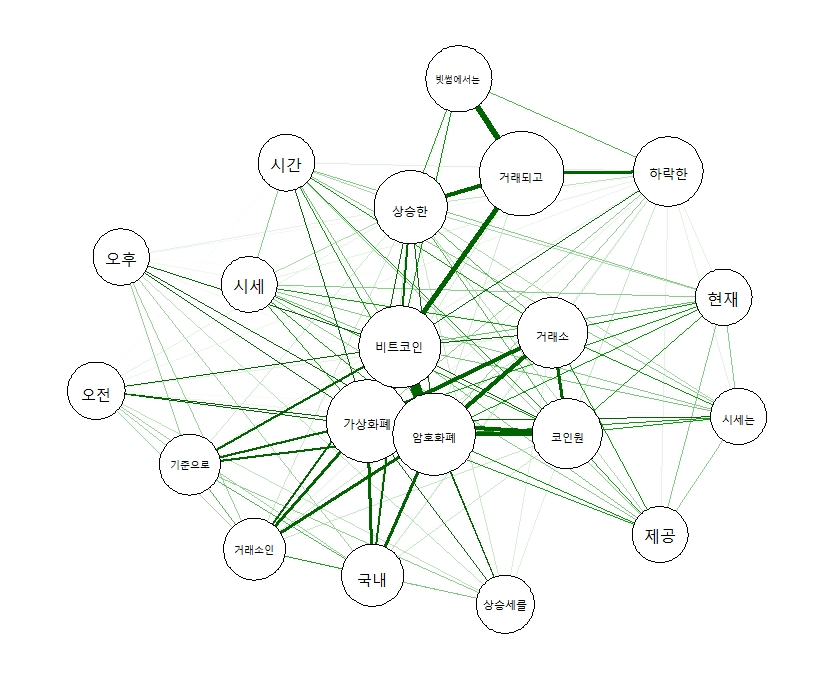 빗썸에서는
시간
거래되고
하락한
상승한
오후
시세
현재
비트코인
거래소
오전
가상화폐
암호화폐
코인원
시세는
기준으로
거래소인
국내
제공
상승세를